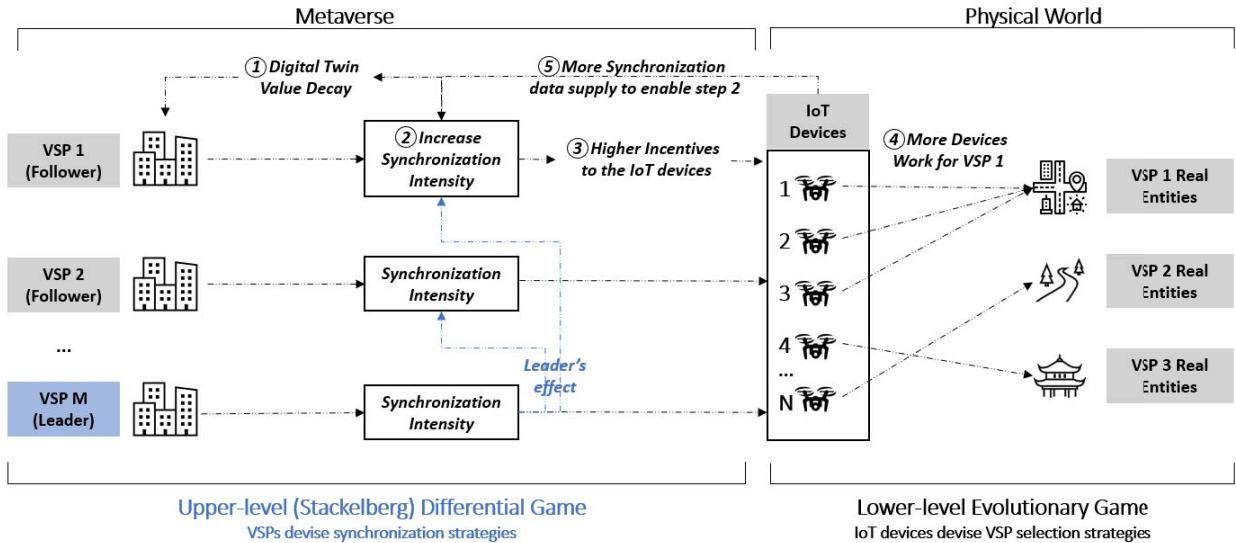 Metaverse
Physical World
① Digital Twin
Value Decay
⑤ More Synchronization
data supply to enable step 2
IoT
Devices
VSP 1
(Follower)
② Increase
Synchronization
Intensity
③ Higher Incentives
to the IoT devices
④ More Devices
Work for VSP 1
VSP 1 Real
Entities
1
2
3
4
...
N
VSP 2
(Follower)
Synchronization
Intensity
VSP 2 Real
Entities
...
Leader's
effect
VSP 3 Real
Entities
VSP M
(Leader)
Synchronization
Intensity
Upper-level (Stackelberg) Differential Game
VSPs devise synchronization strategies
Lower-level Evolutionary Game
IoT devices devise VSP selection strategies